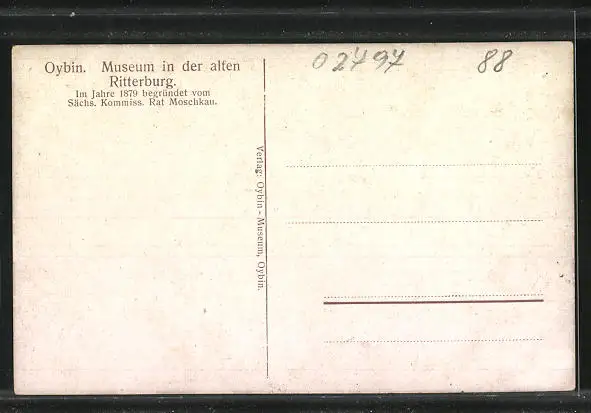 Oybin. Museum in der alten
Ritterburg.
Im Jahre 1879 begründet vom
Sächs. Kommiss. Rat Moschkau.
02497
88
Verlag: Oybin-Museum, Oybin.